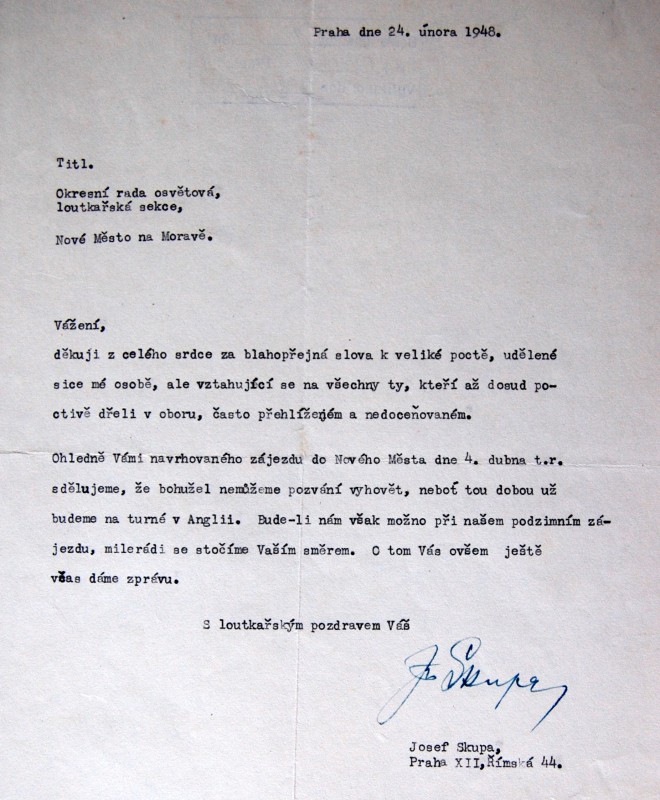 Praha dne 24. února 1948.
Titl.
Okresní rada osvětová,
loutkařská sekce,
Nové Město na Moravě.
Vážení,
děkuji z celého srdce za blahopřejná slova k veliké poctě, udělené
sice mé osobě, ale vztahující se na všechny ty, kteří až dosud po-
ctivě dřeli v oboru, často přehlíženém a nedoceňovaném.
Ohledně Vámi navrhovaného zájezdu do Nového Města dne 4. dubna t.r.
sdělujeme, že bohužel nemůžeme pozvání vyhovět, neboť tou dobou už
budeme na turné v Anglii. Bude-li nám však možno při našem podzimním zá-
jezdu, milerádi se stočíme Vaším směrem. O tom Vás ovšem ještě
včas dáme zprávu.
S loutkařským pozdravem Váš
Jos Skupa
Josef Skupa,
Praha XII, Římská 44.